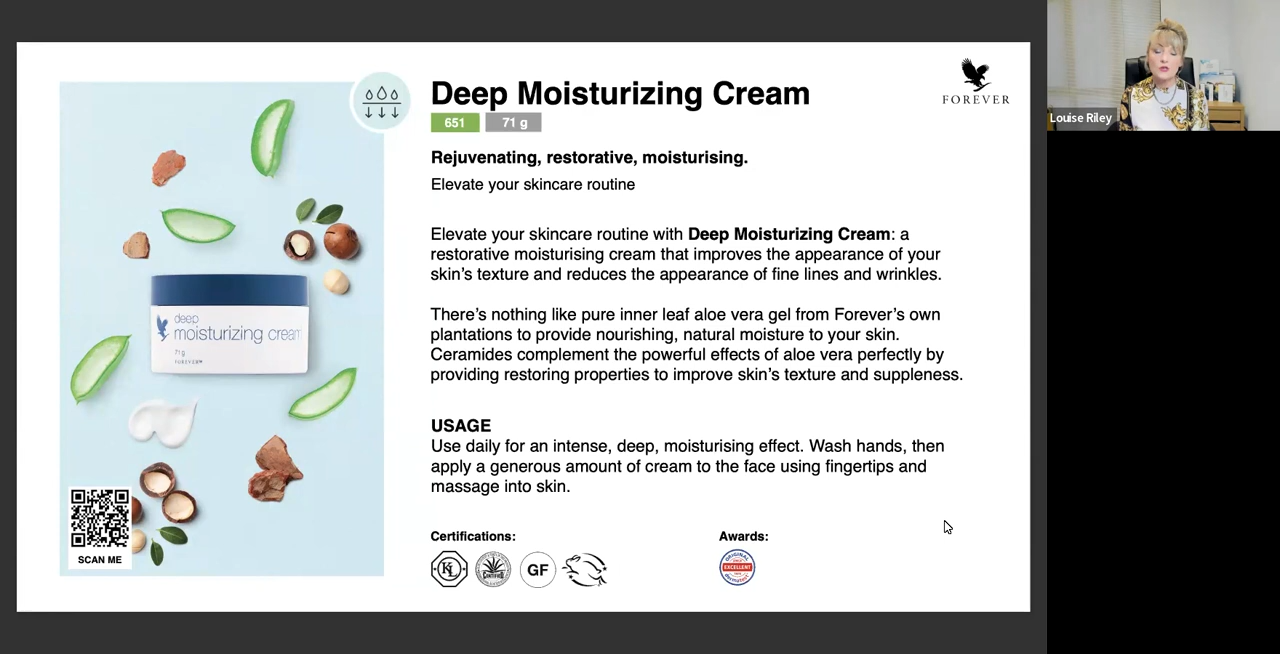 Deep Moisturizing Cream
FOREVER
651 71 g
Rejuvenating, restorative, moisturising.
Elevate your skincare routine
Elevate your skincare routine with Deep Moisturizing Cream: a
restorative moisturising cream that improves the appearance of your
skin's texture and reduces the appearance of fine lines and wrinkles.
There's nothing like pure inner leaf aloe vera gel from Forever's own
plantations to provide nourishing, natural moisture to your skin.
Ceramides complement the powerful effects of aloe vera perfectly by
providing restoring properties to improve skin's texture and suppleness.
USAGE
Use daily for an intense, deep, moisturising effect. Wash hands, then
apply a generous amount of cream to the face using fingertips and
massage into skin.
Certifications:
Awards:
GF
CERTIFIED
ORIGINAL
EXCELLENT
dermatest
deep
moisturizing cream
71 g
FOREVER
SCAN ME
Louise Riley